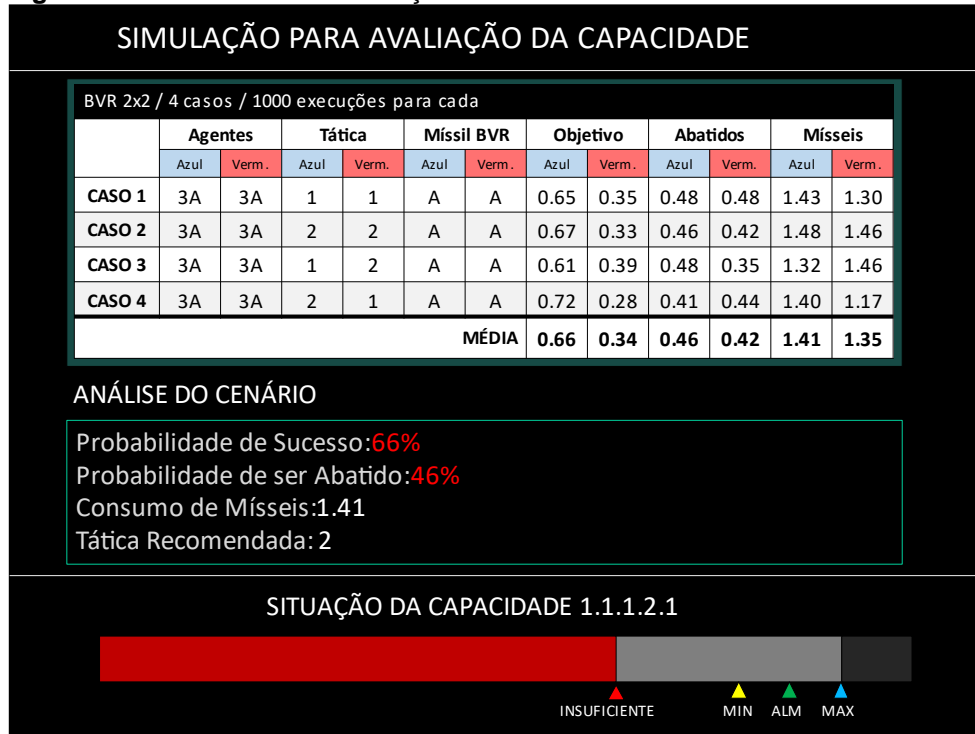 SIMULAÇÃO PARA AVALIAÇÃO DA CAPACIDADE
BVR 2x2 / 4 casos / 1000 execuções para cada
Agentes Tática Míssil BVR Objetivo Abatidos Mísseis
Azul Verm. Azul Verm. Azul Verm. Azul Verm. Azul Verm. Azul Verm.
CASO 1 3A 3A 1 1 A A 0.65 0.35 0.48 0.48 1.43 1.30
CASO 2 3A 3A 2 2 A A 0.67 0.33 0.46 0.42 1.48 1.46
CASO 3 3A 3A 1 2 A A 0.61 0.39 0.48 0.35 1.32 1.46
CASO 4 3A 3A 2 1 A A 0.72 0.28 0.41 0.44 1.40 1.17
MÉDIA 0.66 0.34 0.46 0.42 1.41 1.35
ANÁLISE DO CENÁRIO
Probabilidade de Sucesso:66%
Probabilidade de ser Abatido:46%
Consumo de Mísseis:1.41
Tática Recomendada: 2
SITUAÇÃO DA CAPACIDADE 1.1.1.2.1
INSUFICIENTE MIN ALM MAX